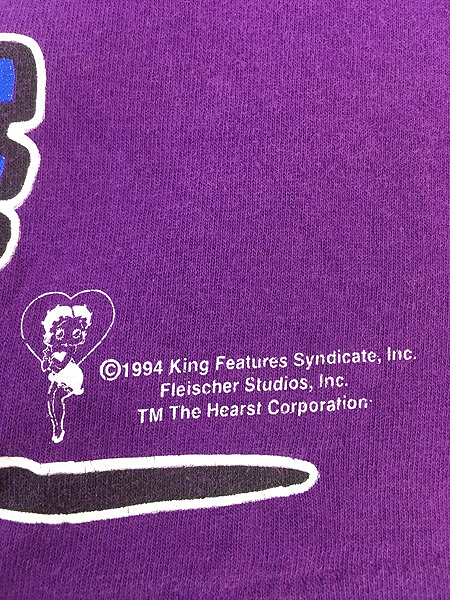 ©1994 King Features Syndicate, Inc.
Fleischer Studios, Inc.
TM The Hearst Corporation